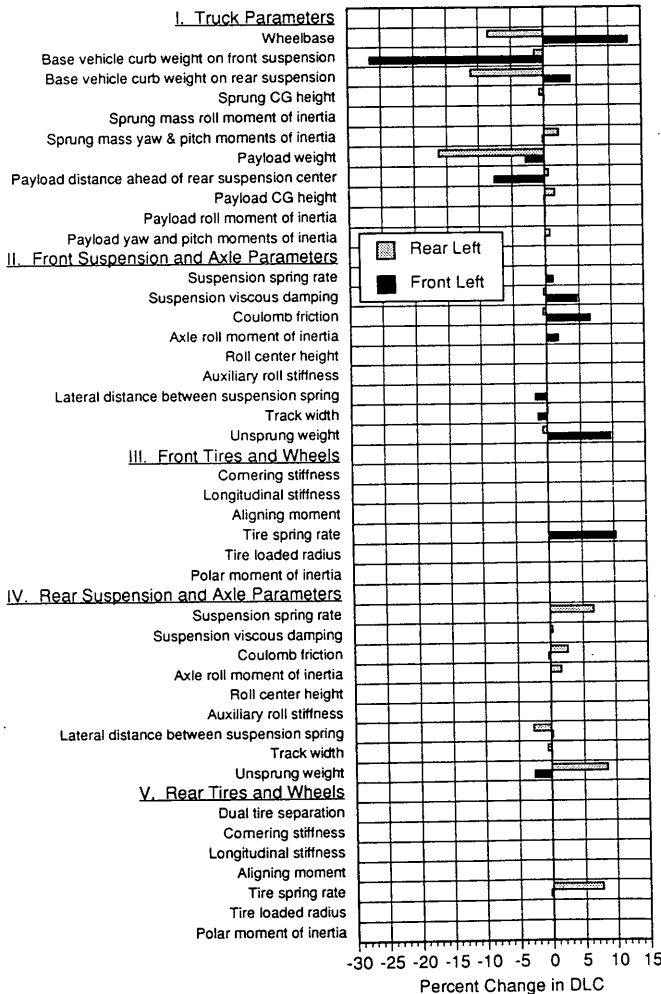 I. Truck Parameters
Wheelbase
Base vehicle curb weight on front suspension
Base vehicle curb weight on rear suspension
Sprung CG height
Sprung mass roll moment of inertia
Sprung mass yaw & pitch moments of inertia
Payload weight
Payload distance ahead of rear suspension center
Payload CG height
Payload roll moment of inertia
Payload yaw and pitch moments of inertia
Rear Left
Front Left
II. Front Suspension and Axle Parameters
Suspension spring rate
Suspension viscous damping
Coulomb friction
Axle roll moment of inertia
Roll center height
Auxiliary roll stiffness
Lateral distance between suspension spring
Track width
Unsprung weight
III. Front Tires and Wheels
Cornering stiffness
Longitudinal stiffness
Aligning moment
Tire spring rate
Tire loaded radius
Polar moment of inertia
IV. Rear Suspension and Axle Parameters
Suspension spring rate
Suspension viscous damping
Coulomb friction
Axle roll moment of inertia
Roll center height
Auxiliary roll stiffness
Lateral distance between suspension spring
Track width
Unsprung weight
V. Rear Tires and Wheels
Dual tire separation
Cornering stiffness
Longitudinal stiffness
Aligning moment
Tire spring rate
Tire loaded radius
Polar moment of inertia
-30 -25 -20 -15 -10 -5 0 5 10 15
Percent Change in DLC